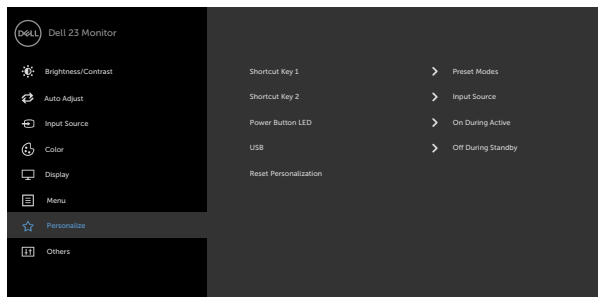 DELL Dell 23 Monitor
Brightness/Contrast
Auto Adjust
Input Source
Color
Display
Menu
Personalize
Others
Shortcut Key 1 Preset Modes
Shortcut Key 2 Input Source
Power Button LED On During Active
USB Off During Standby
Reset Personalization